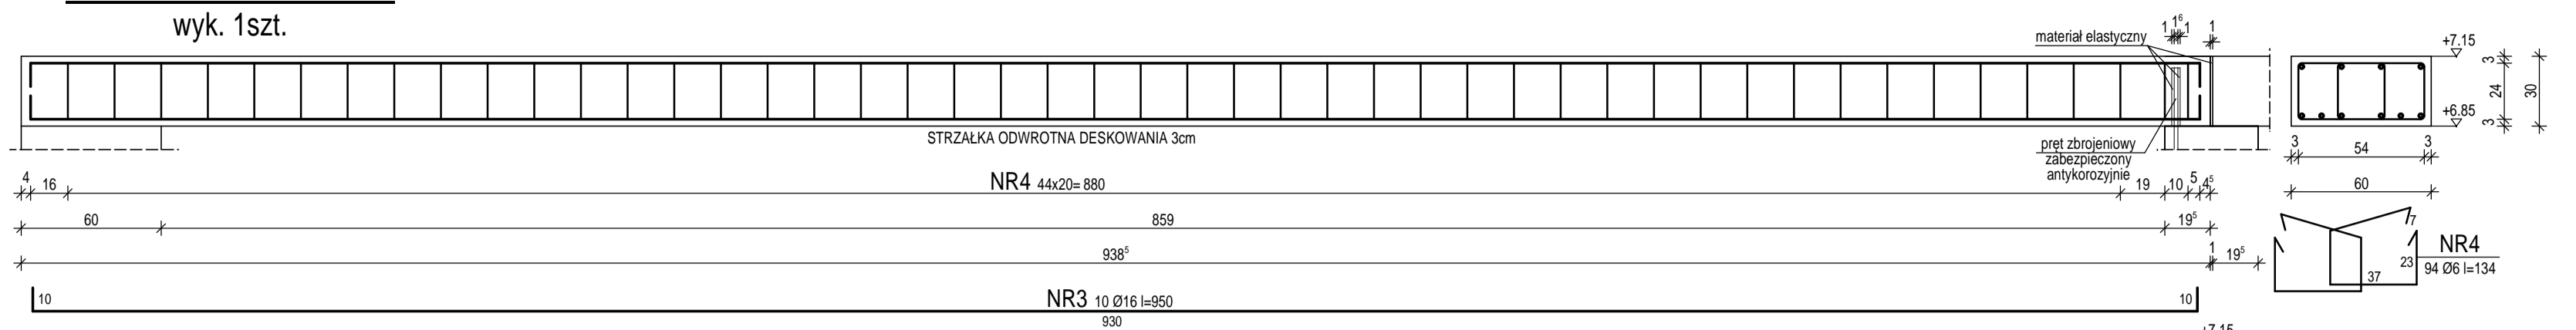 wyk. 1szt.
1 1⁶ 1 1
materiał elastyczny
+7.15
3
24
30
+6.85
3
STRZAŁKA ODWROTNA DESKOWANIA 3cm
pręt zbrojeniowy
zabezpieczony
antykorozyjnie
3 54 3
4 16 NR4 44x20= 880 19 10 5 4⁵
60
60 859 19⁵
7
NR4
23 94 Ø6 l=134
37
938⁵ 1 19⁵
10 NR3 10 Ø16 l=950 10
930
+7.15